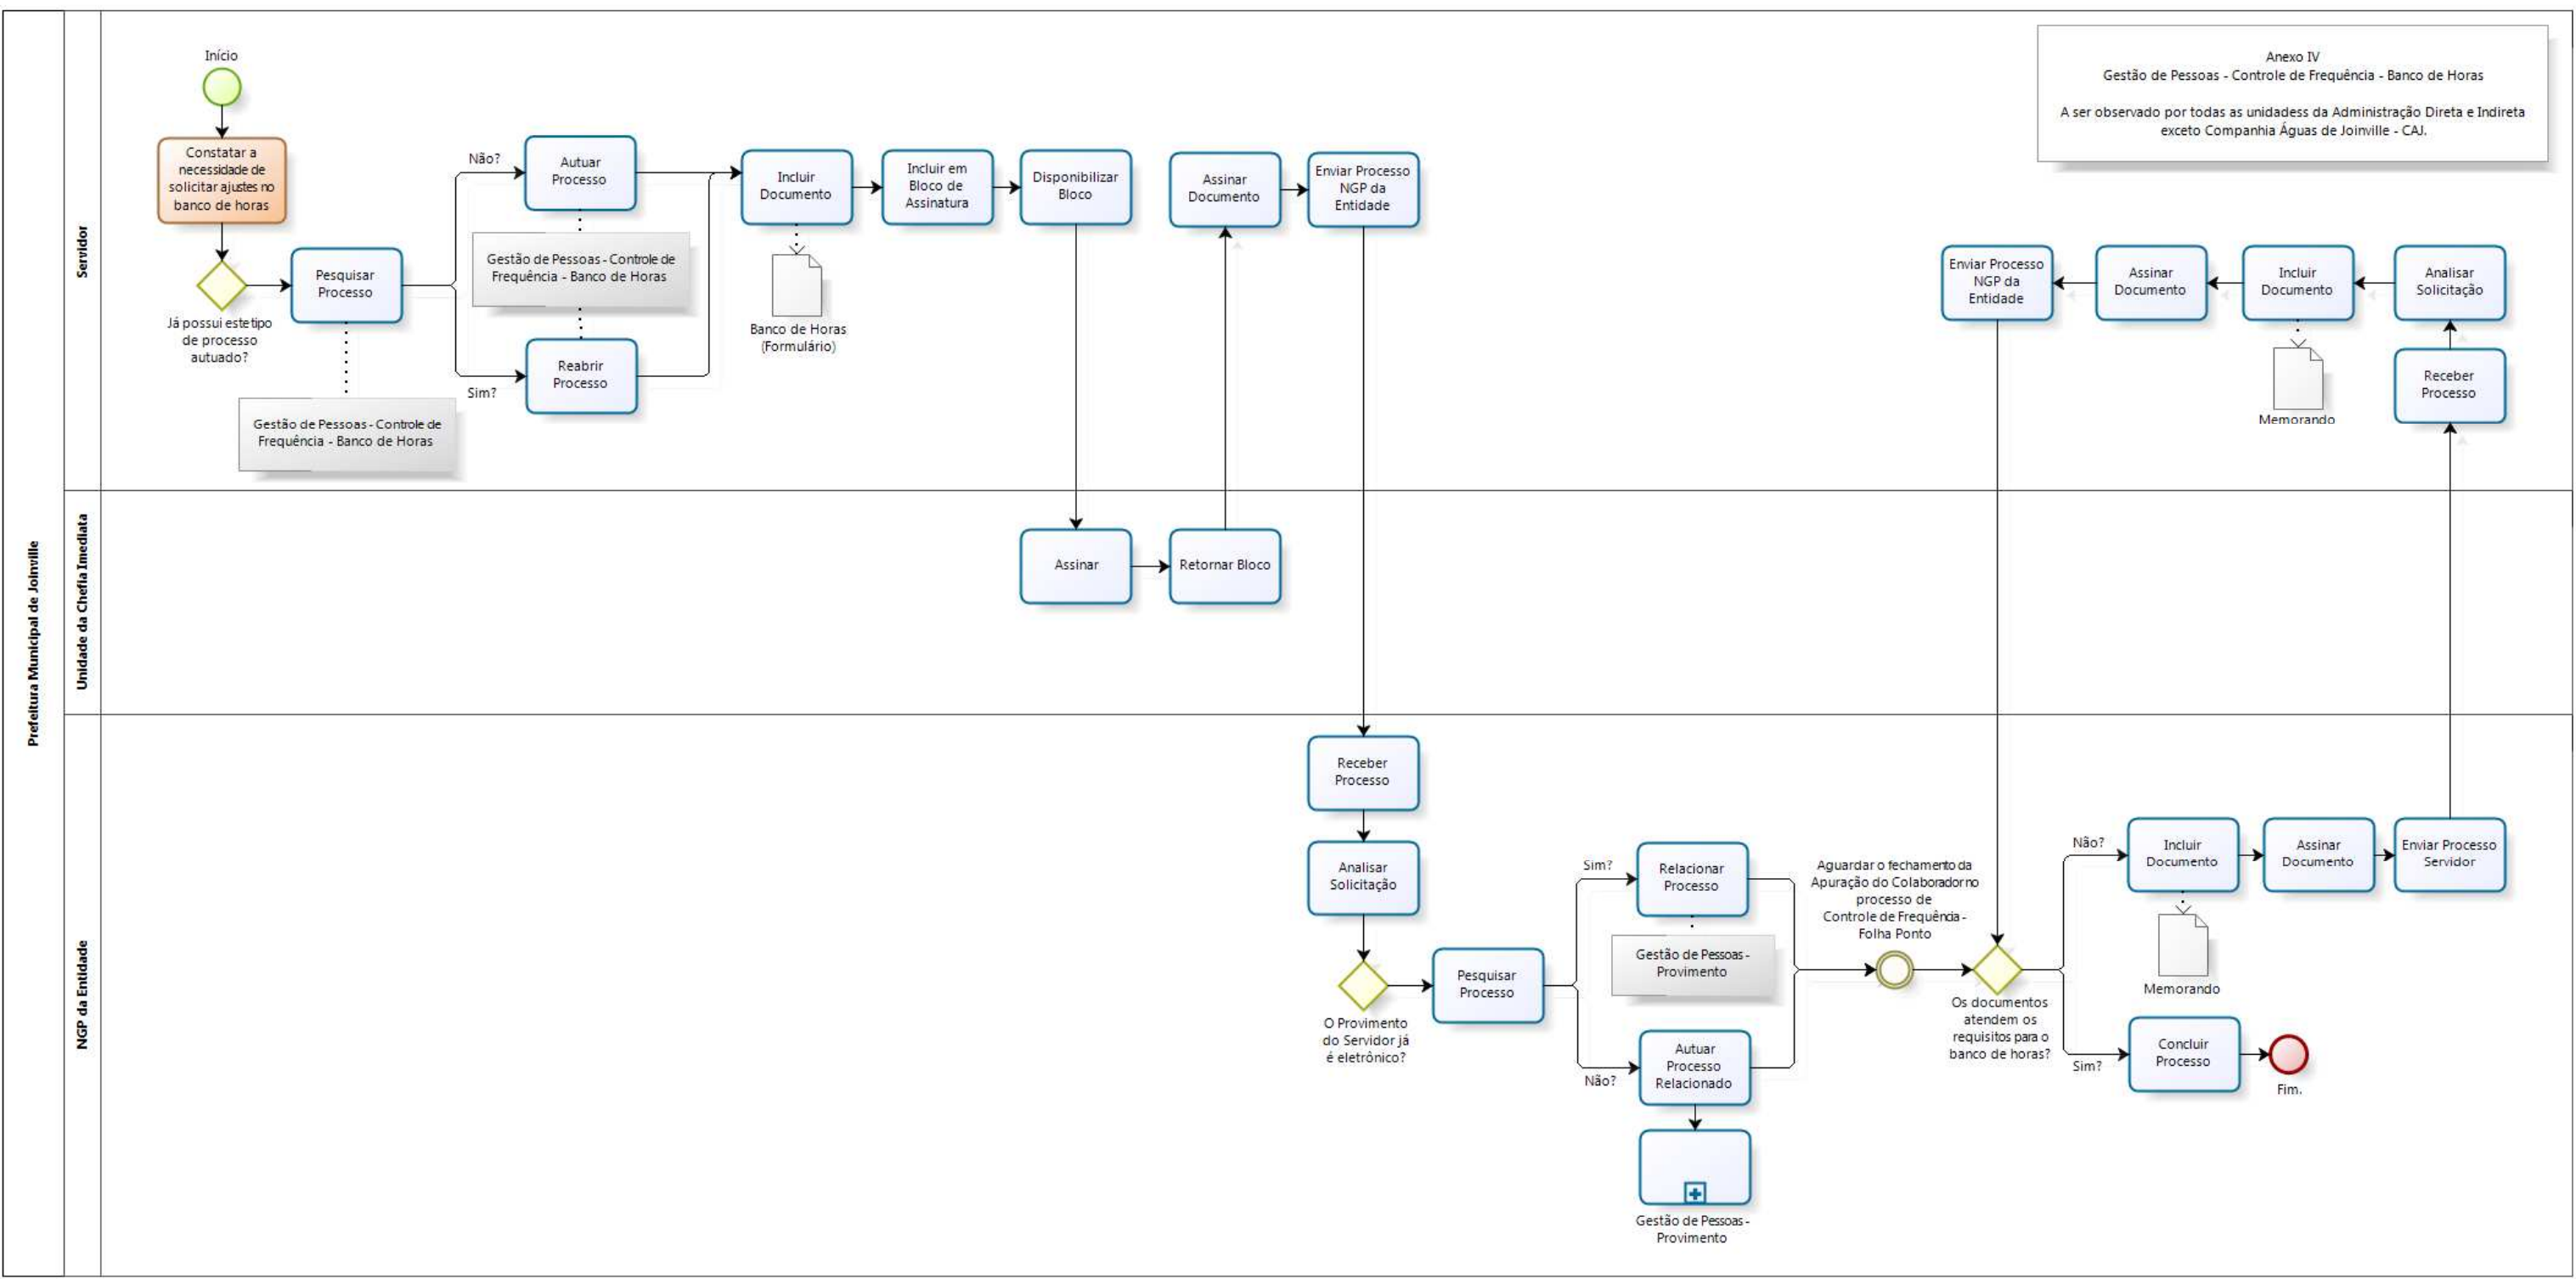 Prefeitura Municipal de Joinville
Servidor
Início
Constatar a
necessidade de
solicitar ajustes no
banco de horas
Já possui este tipo
de processo
autuado?
Pesquisar
Processo
Gestão de Pessoas - Controle de
Frequência - Banco de Horas
Não?
Autuar
Processo
Gestão de Pessoas - Controle de
Frequência - Banco de Horas
Sim?
Reabrir
Processo
Incluir
Documento
Banco de Horas
(Formulário)
Incluir em
Bloco de
Assinatura
Disponibilizar
Bloco
Assinar
Documento
Enviar Processo
NGP da
Entidade
Anexo IV
Gestão de Pessoas - Controle de Frequência - Banco de Horas
A ser observado por todas as unidadess da Administração Direta e Indireta
exceto Companhia Águas de Joinville - CAJ.
Enviar Processo
NGP da
Entidade
Assinar
Documento
Incluir
Documento
Memorando
Analisar
Solicitação
Receber
Processo
Unidade da Chefia Imediata
Assinar
Retornar Bloco
NGP da Entidade
Receber
Processo
Analisar
Solicitação
O Provimento
do Servidor já
é eletrônico?
Pesquisar
Processo
Sim?
Relacionar
Processo
Gestão de Pessoas -
Provimento
Não?
Autuar
Processo
Relacionado
Gestão de Pessoas -
Provimento
Aguardar o fechamento da
Apuração do Colaborador no
processo de
Controle de Frequência -
Folha Ponto
Os documentos
atendem os
requisitos para o
banco de horas?
Não?
Incluir
Documento
Memorando
Assinar
Documento
Enviar Processo
Servidor
Sim?
Concluir
Processo
Fim.